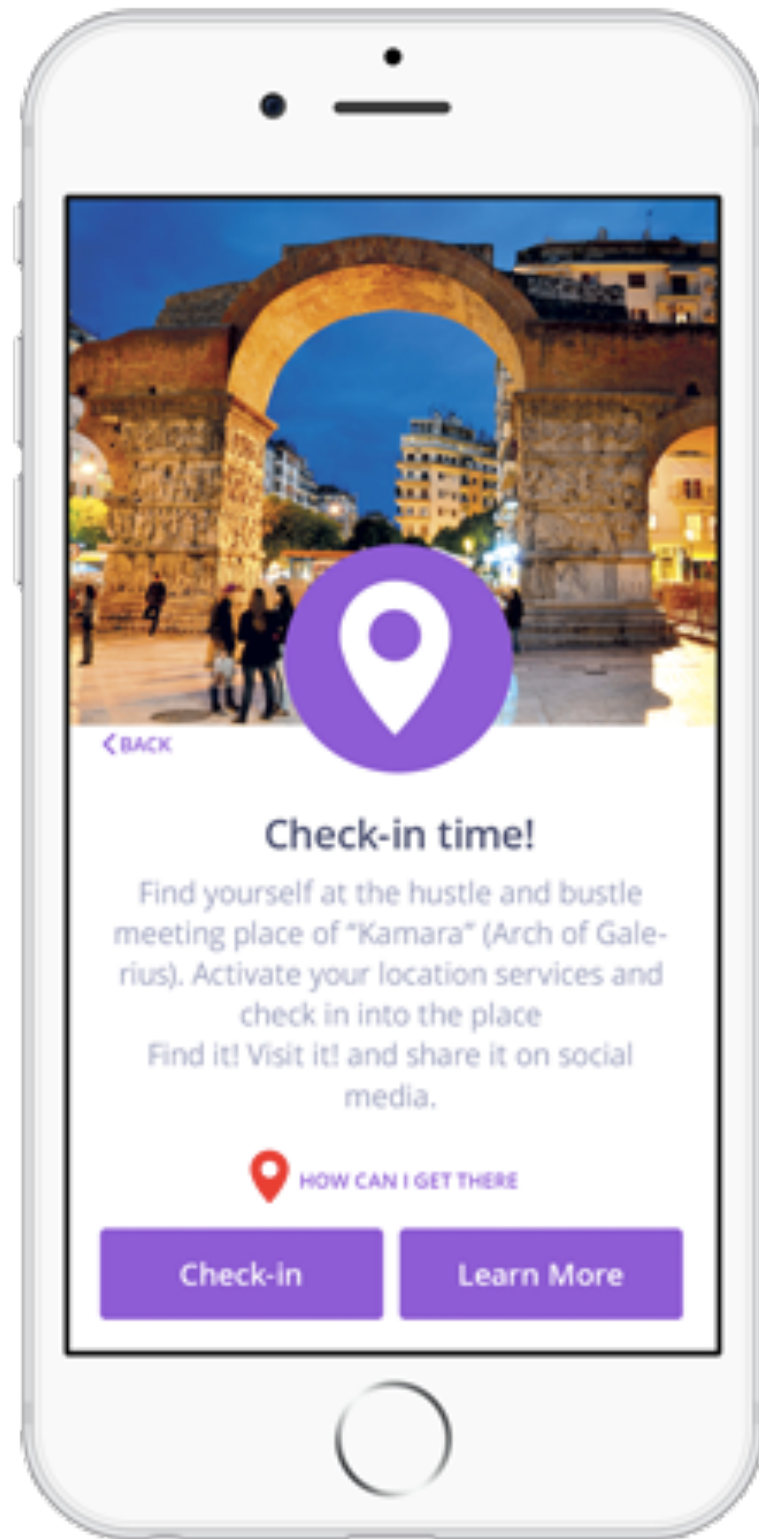 BACK
Check-in time!
Find yourself at the hustle and bustle
meeting place of “Kamara” (Arch of Gale-
rius). Activate your location services and
check in into the place
Find it! Visit it! and share it on social
media.
HOW CAN I GET THERE
Check-in
Learn More